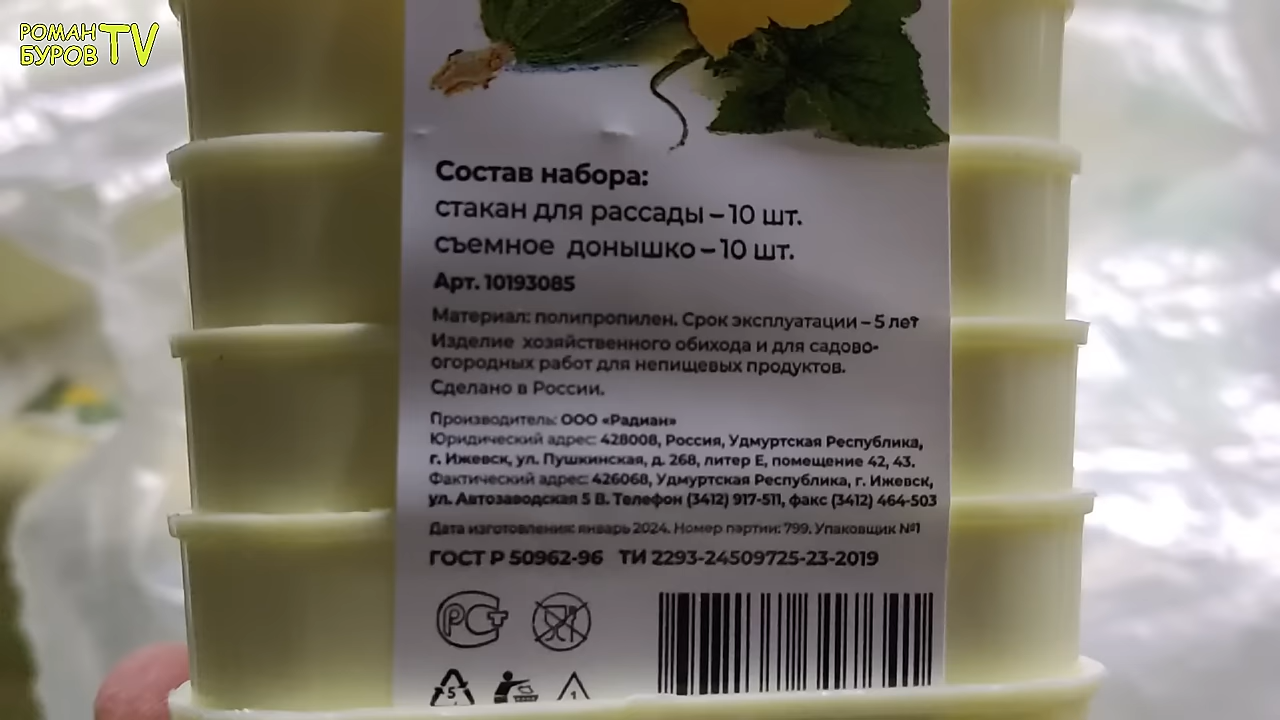 РОМАН
БУРОВ TV
Состав набора:
стакан для рассады – 10 шт.
съемное донышко – 10 шт.
Арт. 10193085
Материал: полипропилен. Срок эксплуатации – 5 лет
Изделие хозяйственного обихода и для садово-
огородных работ для непищевых продуктов.
Сделано в России.
Производитель: ООО «Радиан»
Юридический адрес: 428008, Россия, Удмуртская Республика,
г. Ижевск, ул. Пушкинская, д. 268, литер Е, помещение 42, 43.
Фактический адрес: 426068, Удмуртская Республика, г. Ижевск,
ул. Автозаводская 5 В. Телефон (3412) 917-511, факс (3412) 464-503
Дата изготовления: январь 2024. Номер партии: 799. Упаковщик №1
ГОСТ Р 50962-96 ТИ 2293-24509725-23-2019
РСТ
5
1